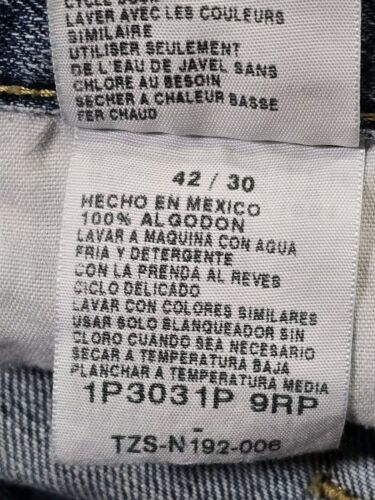 LAVER AVEC LES COULEURS
SIMILAIRE
UTILISER SEULEMENT
DE L'EAU DE JAVEL SANS
CHLORE AU BESOIN
SECHER A CHALEUR BASSE
FER CHAUD
42 / 30
HECHO EN MEXICO
100% ALGODON
LAVAR A MAQUINA CON AGUA
FRIA Y DETERGENTE
CON LA PRENDA AL REVES
CICLO DELICADO
LAVAR CON COLORES SIMILARES
USAR SOLO BLANQUEADOR SIN
CLORO CUANDO SEA NECESARIO
SECAR A TEMPERATURA BAJA
PLANCHAR A TEMPERATURA MEDIA
1P3031P 9RP
-
TZS-N192-006